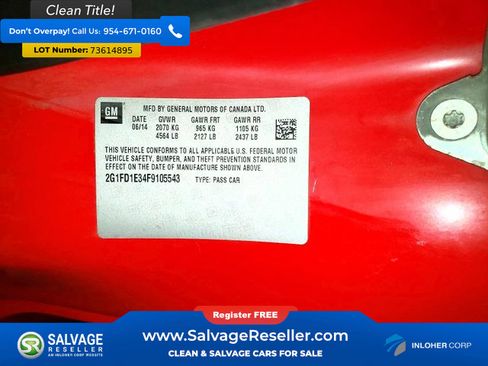 Clean Title!
Don't Overpay! Call Us: 954-671-0160
LOT Number: 73614895
GM
MFD BY GENERAL MOTORS OF CANADA LTD.
DATE GVWR GAWR FRT GAWR RR
06/14 2070 KG 965 KG 1105 KG
4564 LB 2127 LB 2437 LB
THIS VEHICLE CONFORMS TO ALL APPLICABLE U.S. FEDERAL MOTOR
VEHICLE SAFETY, BUMPER, AND THEFT PREVENTION STANDARDS IN
EFFECT ON THE DATE OF MANUFACTURE SHOWN ABOVE.
2G1FD1E34F9105543 TYPE: PASS CAR
Register FREE
SALVAGE
RESELLER
AN INLOHER CORP WEBSITE
www.SalvageReseller.com
CLEAN & SALVAGE CARS FOR SALE
INLOHER CORP